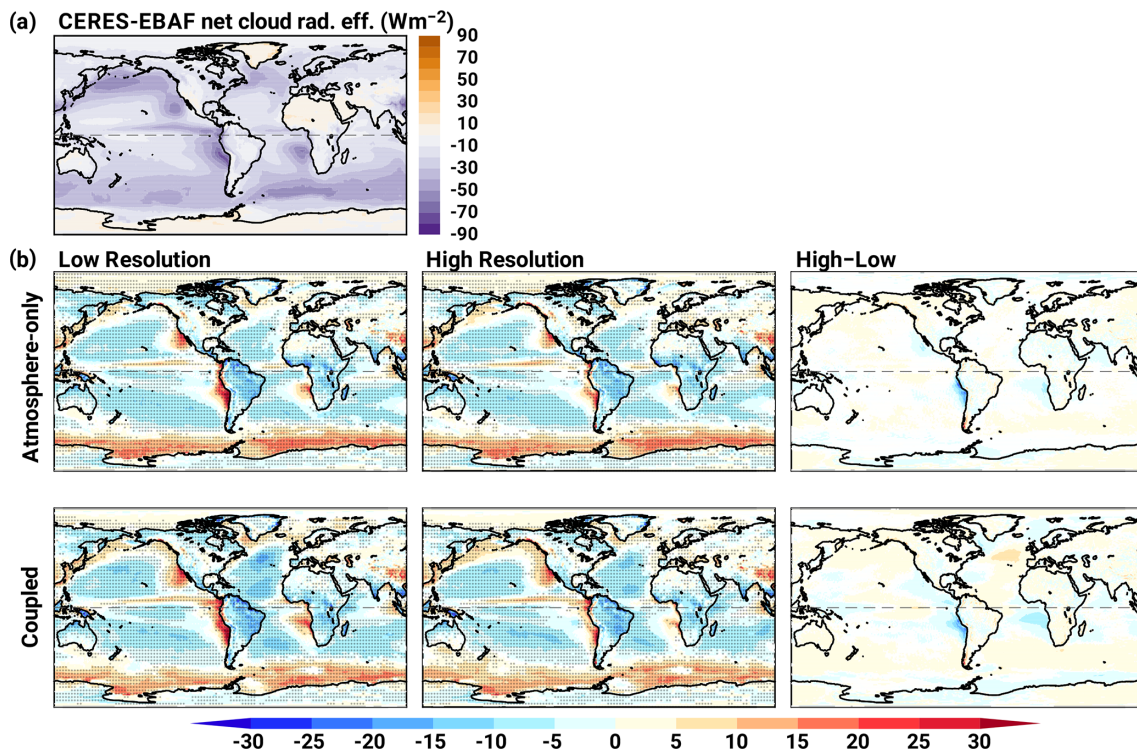 (a) CERES-EBAF net cloud rad. eff. (Wm⁻²)
90
70
50
30
10
-10
-30
-50
-70
-90
(b) Low Resolution High Resolution High−Low
Atmosphere-only
Coupled
-30 -25 -20 -15 -10 -5 0 5 10 15 20 25 30